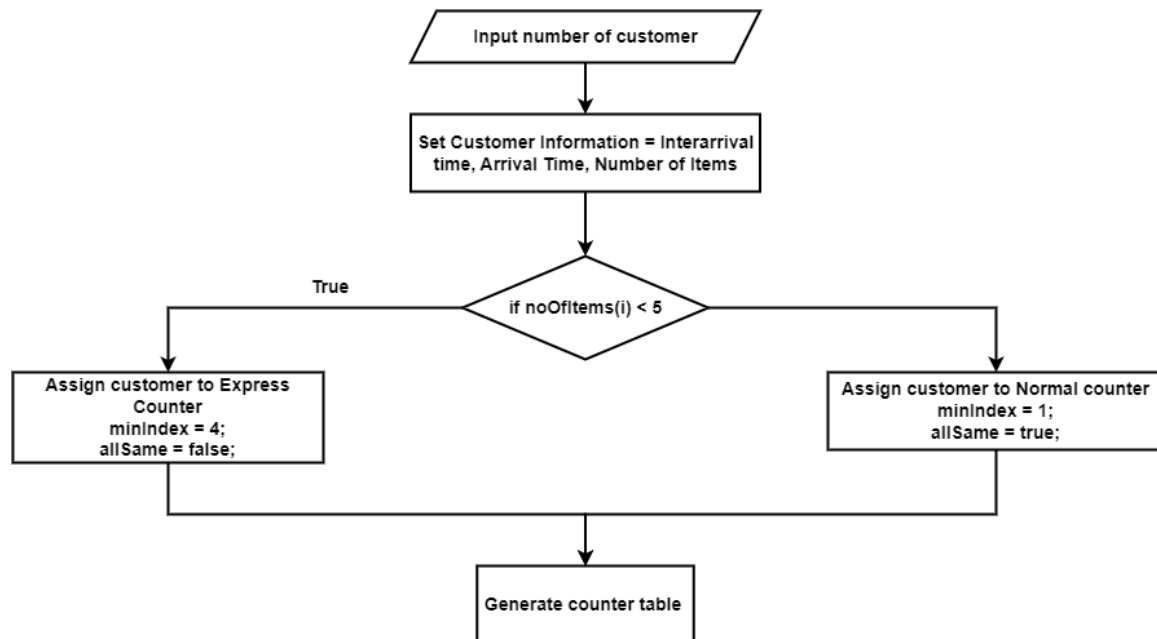 Input number of customer
Set Customer Information = Interarrival
time, Arrival Time, Number of Items
True
if noOfItems(i) < 5
Assign customer to Express
Counter
minIndex = 4;
allSame = false;
Assign customer to Normal counter
minIndex = 1;
allSame = true;
Generate counter table